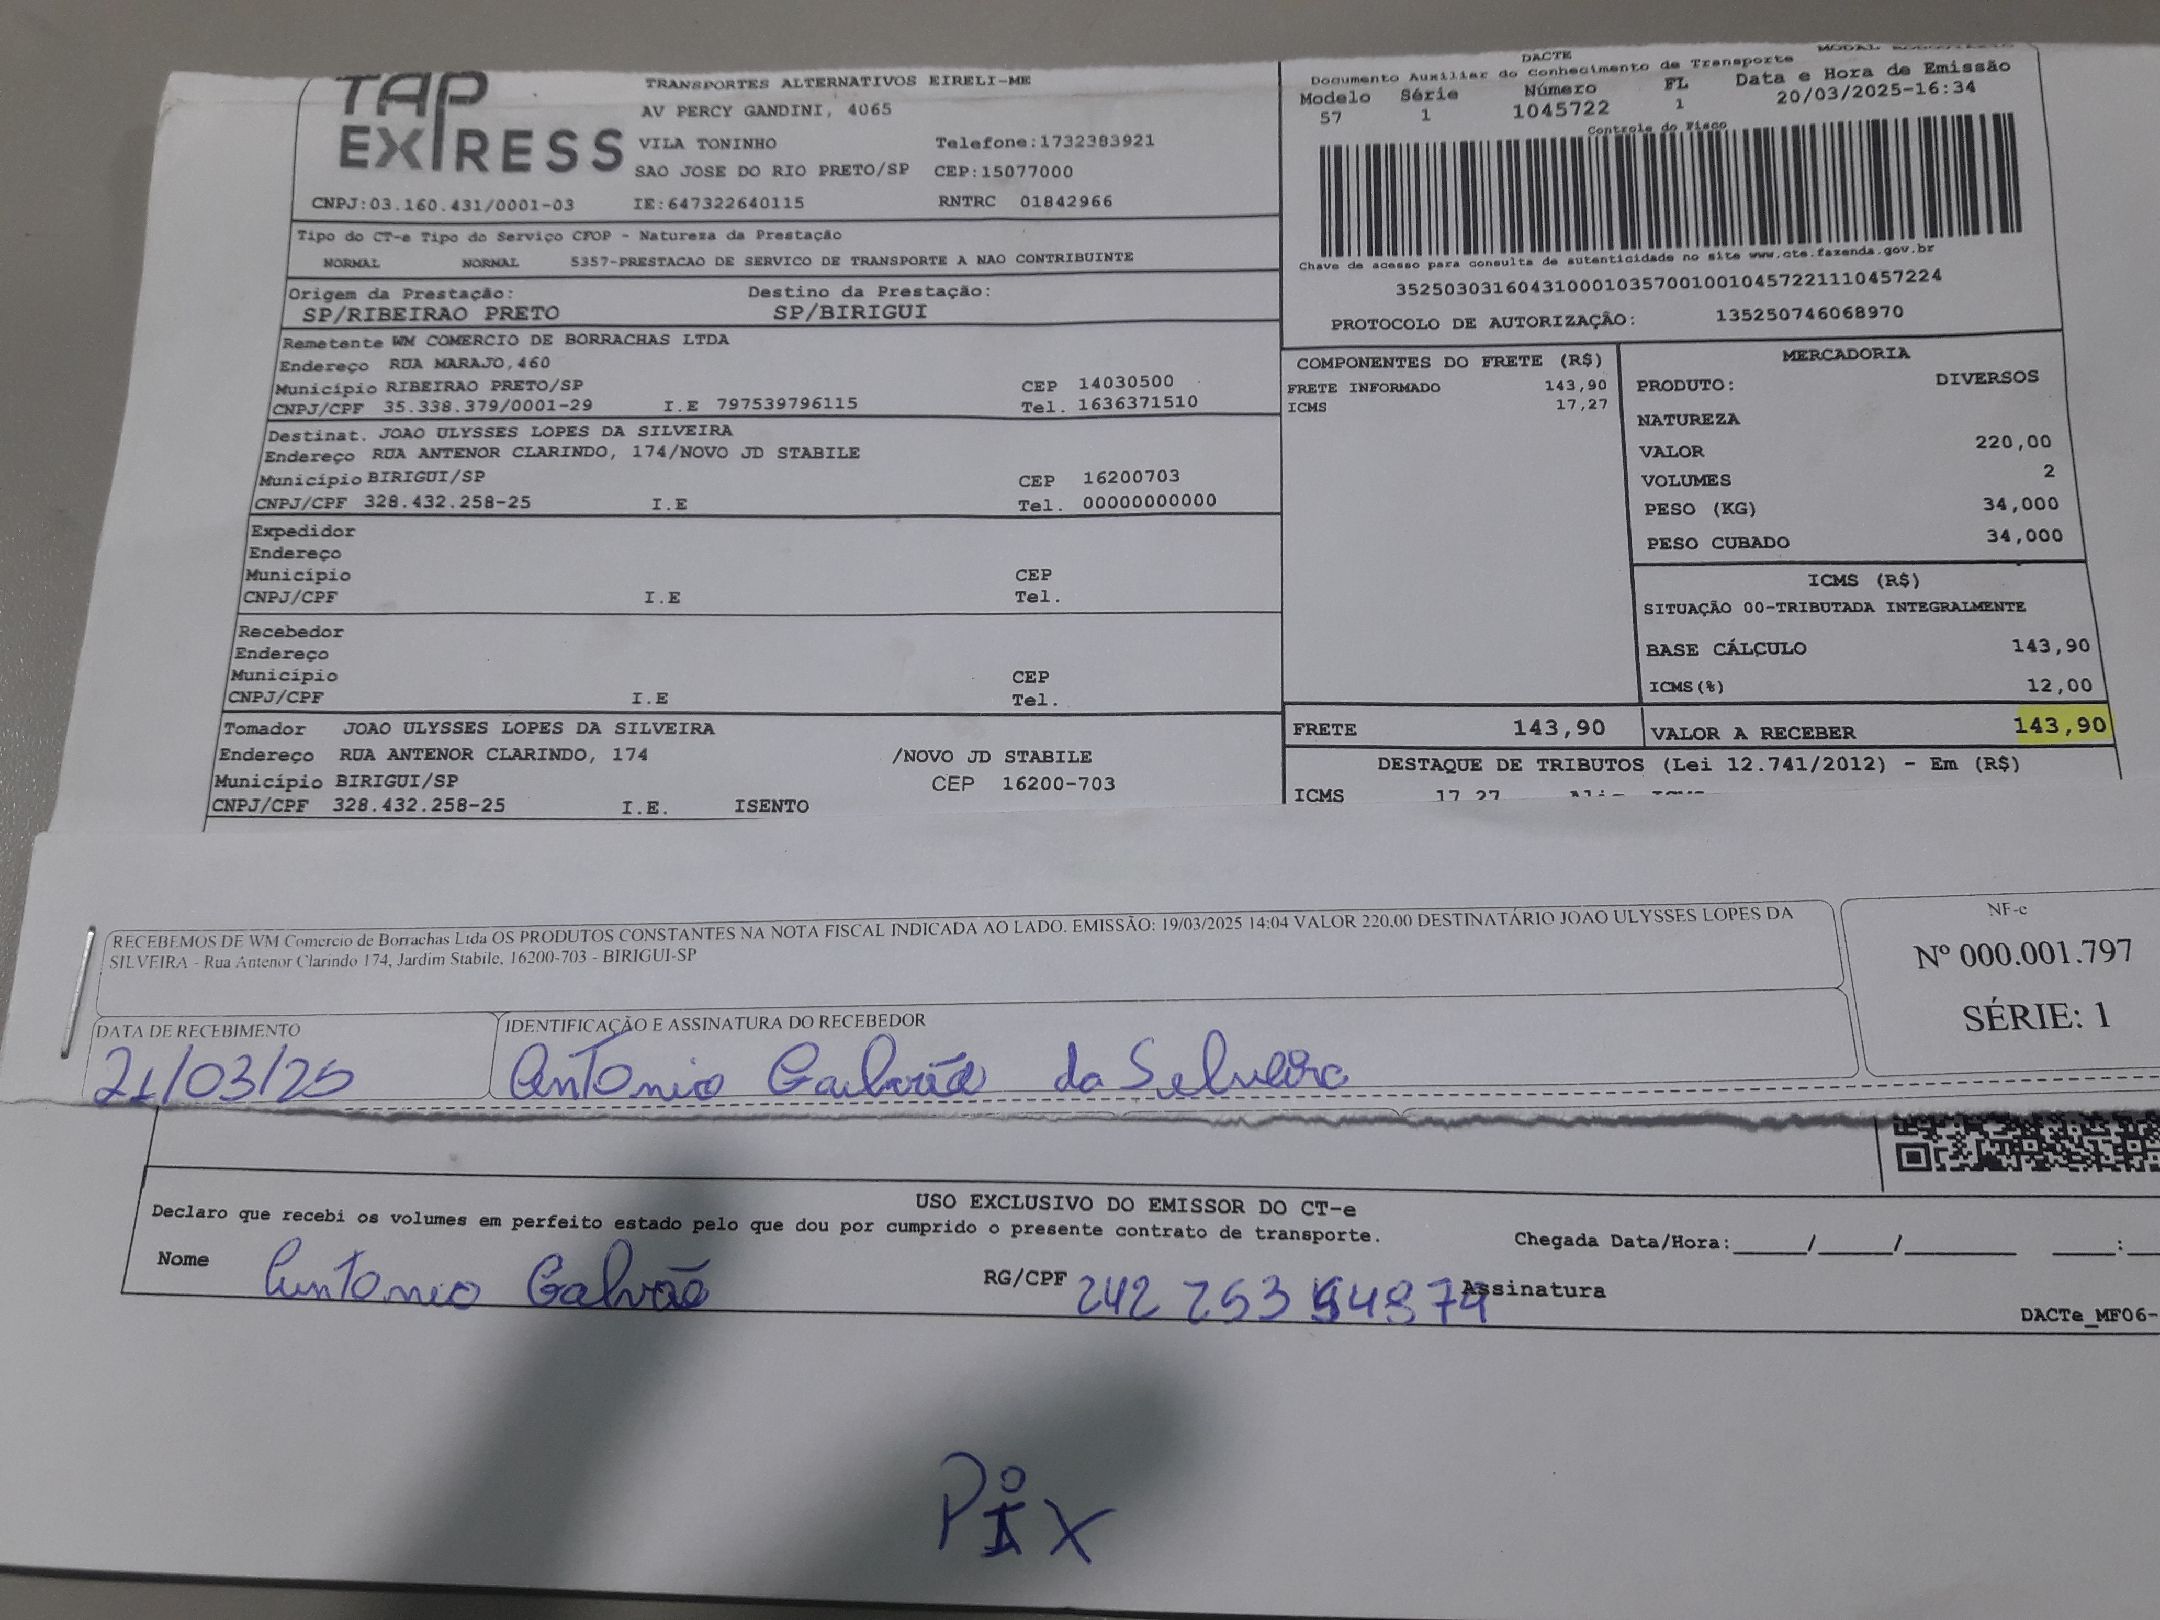 TAP EXPRESS
TRANSPORTES ALTERNATIVOS EIRELI-ME
AV PERCY GANDINI, 4065
VILA TONINHO Telefone:1732383921
SAO JOSE DO RIO PRETO/SP CEP:15077000
CNPJ:03.160.431/0001-03 IE:647322640115 RNTRC 01842966
Tipo do CT-e Tipo do Serviço CFOP - Natureza da Prestação
NORMAL NORMAL 5357-PRESTACAO DE SERVICO DE TRANSPORTE A NAO CONTRIBUINTE
Origem da Prestação: Destino da Prestação:
SP/RIBEIRAO PRETO SP/BIRIGUI
Remetente WM COMERCIO DE BORRACHAS LTDA
Endereço RUA MARAJO,460
Município RIBEIRAO PRETO/SP CEP 14030500
CNPJ/CPF 35.338.379/0001-29 I.E 797539796115 Tel. 1636371510
Destinat. JOAO ULYSSES LOPES DA SILVEIRA
Endereço RUA ANTENOR CLARINDO, 174/NOVO JD STABILE
Município BIRIGUI/SP CEP 16200703
CNPJ/CPF 328.432.258-25 I.E Tel. 00000000000
Expedidor
Endereço
Município CEP
CNPJ/CPF I.E Tel.
Recebedor
Endereço
Município CEP
CNPJ/CPF I.E Tel.
Tomador JOAO ULYSSES LOPES DA SILVEIRA
Endereço RUA ANTENOR CLARINDO, 174 /NOVO JD STABILE
Município BIRIGUI/SP CEP 16200-703
CNPJ/CPF 328.432.258-25 I.E. ISENTO
DACTE
Documento Auxiliar do Conhecimento de Transporte
Modelo Série Número FL Data e Hora de Emissão
57 1 1045722 1 20/03/2025-16:34
Controle do Fisco
Chave de acesso para consulta de autenticidade no site www.cte.fazenda.gov.br
35250303160431000103570010010457221110457224
PROTOCOLO DE AUTORIZAÇÃO: 135250746068970
COMPONENTES DO FRETE (R$)
FRETE INFORMADO 143,90
ICMS 17,27
MERCADORIA
PRODUTO: DIVERSOS
NATUREZA
VALOR 220,00
VOLUMES 2
PESO (KG) 34,000
PESO CUBADO 34,000
ICMS (R$)
SITUAÇÃO 00-TRIBUTADA INTEGRALMENTE
BASE CÁLCULO 143,90
ICMS(%) 12,00
FRETE 143,90 VALOR A RECEBER 143,90
DESTAQUE DE TRIBUTOS (Lei 12.741/2012) - Em (R$)
ICMS 17,27
RECEBEMOS DE WM Comercio de Borrachas Ltda OS PRODUTOS CONSTANTES NA NOTA FISCAL INDICADA AO LADO. EMISSÃO: 19/03/2025 14:04 VALOR 220,00 DESTINATÁRIO JOAO ULYSSES LOPES DA
SILVEIRA - Rua Antenor Clarindo 174, Jardim Stabile, 16200-703 - BIRIGUI-SP
NF-e
Nº 000.001.797
SÉRIE: 1
DATA DE RECEBIMENTO IDENTIFICAÇÃO E ASSINATURA DO RECEBEDOR
21/03/25 Antonio Galvão da Silveira
USO EXCLUSIVO DO EMISSOR DO CT-e
Declaro que recebi os volumes em perfeito estado pelo que dou por cumprido o presente contrato de transporte.
Chegada Data/Hora:_____/_____/________ ____:__
Nome Antonio Galvão RG/CPF 242 253 Assinatura
DACTe_MF06-
Pix